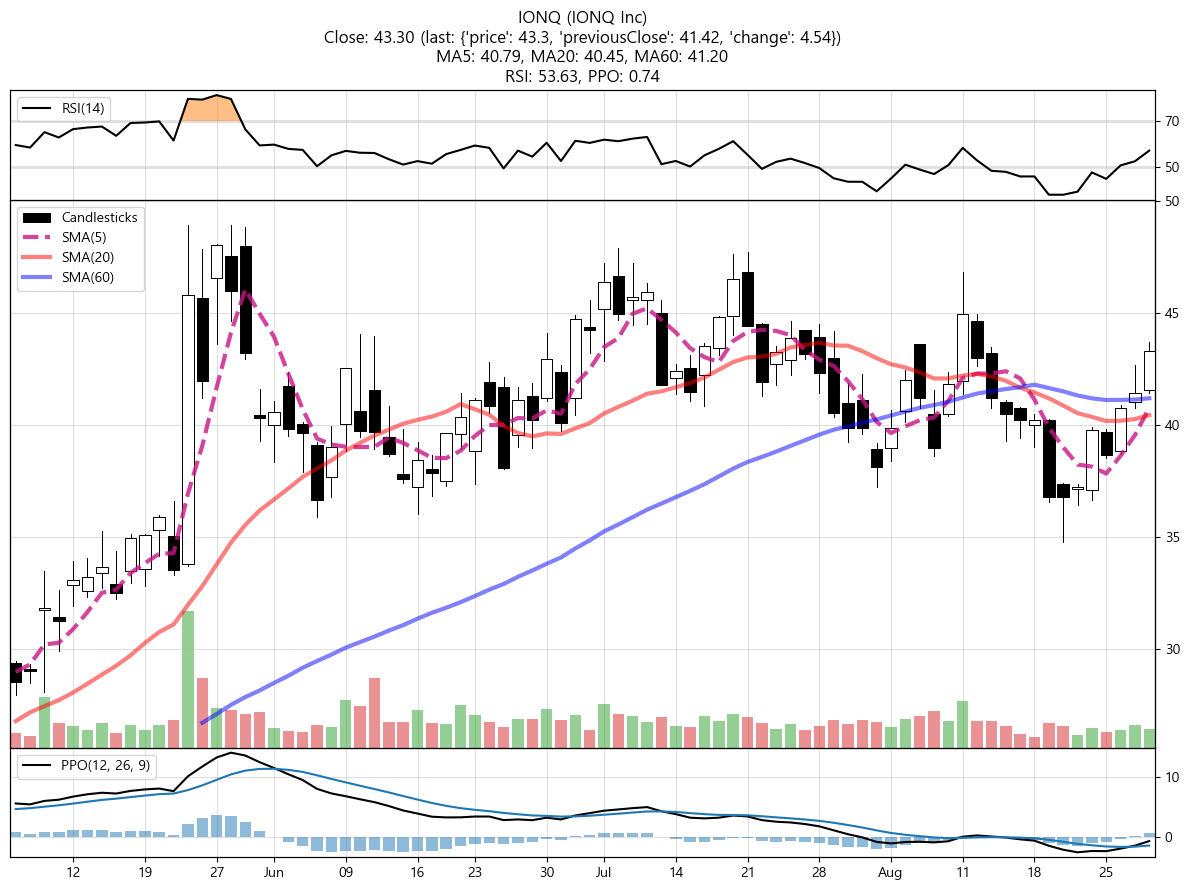 IONQ (IONQ Inc)
Close: 43.30 (last: {'price': 43.3, 'previousClose': 41.42, 'change': 4.54})
MA5: 40.79, MA20: 40.45, MA60: 41.20
RSI: 53.63, PPO: 0.74
RSI(14)
70
50
50
Candlesticks
SMA(5)
SMA(20)
SMA(60)
45
40
35
30
PPO(12, 26, 9)
10
0
12 19 27 Jun 09 16 23 30 Jul 14 21 28 Aug 11 18 25